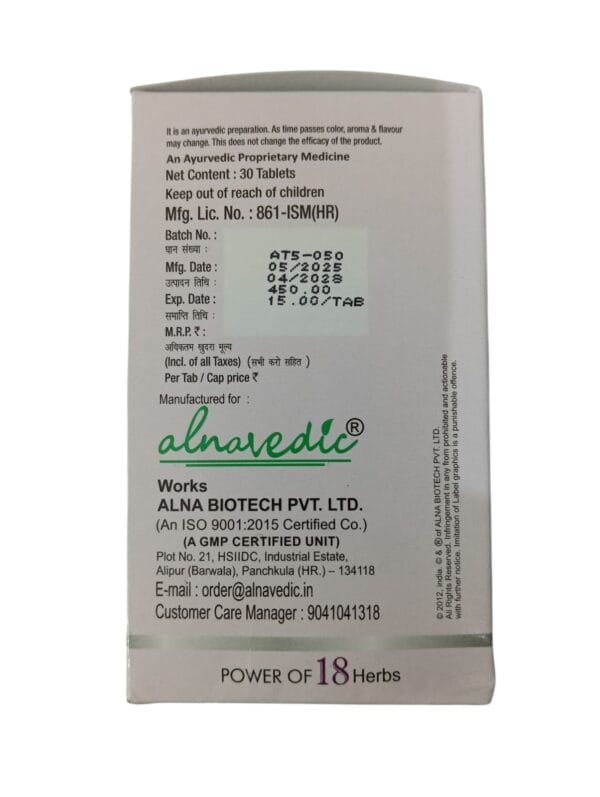 It is an ayurvedic preparation. As time passes color, aroma & flavour
may change. This does not change the efficacy of the product.
An Ayurvedic Proprietary Medicine
Net Content : 30 Tablets
Keep out of reach of children
Mfg. Lic. No. : 861-ISM(HR)
Batch No. :
घान संख्या :
AT5-050
Mfg. Date :
05/2025
उत्पादन तिथि :
04/2028
Exp. Date :
450.00
समाप्ति तिथि :
15.00/TAB
M.R.P. ₹ :
अधिकतम खुदरा मूल्य
(Incl. of all Taxes) (सभी करो सहित )
Per Tab / Cap price ₹
Manufactured for :
alnavedic®
Works
ALNA BIOTECH PVT. LTD.
(An ISO 9001:2015 Certified Co.)
(A GMP CERTIFIED UNIT)
Plot No. 21, HSIIDC, Industrial Estate,
Alipur (Barwala), Panchkula (HR.) – 134118
E-mail : order@alnavedic.in
Customer Care Manager : 9041041318
© 2012, india. © & ® of ALNA BIOTECH PVT. LTD.
All Rights Reserved. Infringement in any from prohibited and actionable
with further notice. Imitation of Label graphics is a punishable offence.
POWER OF 18 Herbs